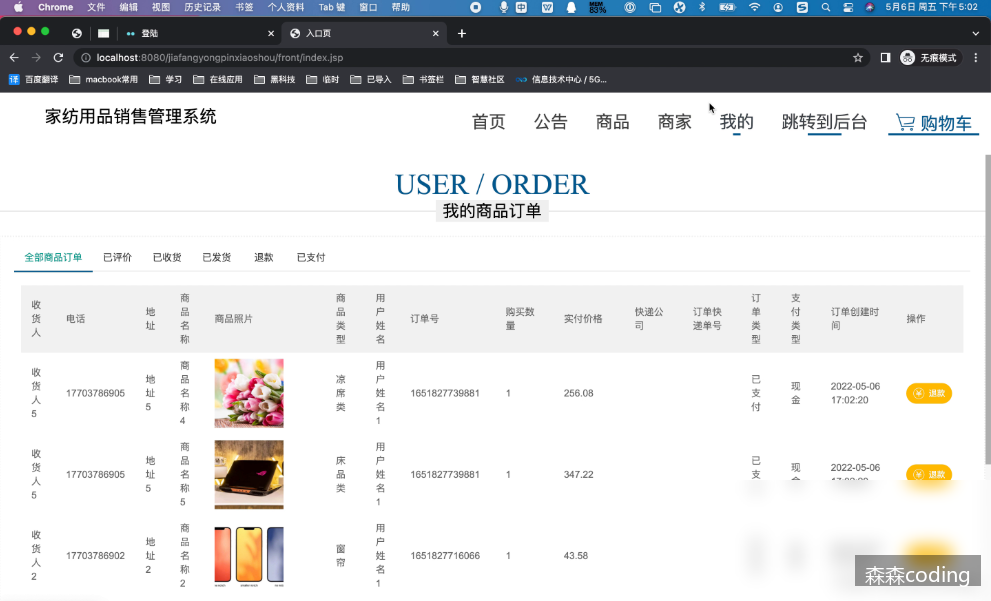 Chrome 文件 编辑 视图 历史记录 书签 个人资料 Tab 键 窗口 帮助 MEM 83% 中 W S 5月6日 周五 下午5:02
登陆 × 入口页 × +
localhost:8080/jiafangyongpinxiaoshou/front/index.jsp 无痕模式
译 百度翻译 macbook常用 学习 在线应用 黑科技 临时 已导入 书签栏 智慧社区 信息技术中心 / 5G...
家纺用品销售管理系统
首页 公告 商品 商家 我的 跳转到后台 购物车
USER / ORDER
我的商品订单
全部商品订单 已评价 已收货 已发货 退款 已支付
收货人 电话 地址 商品名称 商品照片 商品类型 用户姓名 订单号 购买数量 实付价格 快递公司 订单快递单号 订单类型 支付类型 订单创建时间 操作
收货人5 17703786905 地址5 商品名称4 凉席类 用户姓名1 1651827739881 1 256.08 已支付 现金 2022-05-06 17:02:20 退款
收货人5 17703786905 地址5 商品名称5 床品类 用户姓名1 1651827739881 1 347.22 已支 现 2022-05-06 退款
收货人2 17703786902 地址2 商品名称2 窗帘 用户姓名1 1651827716066 1 43.58
森森coding